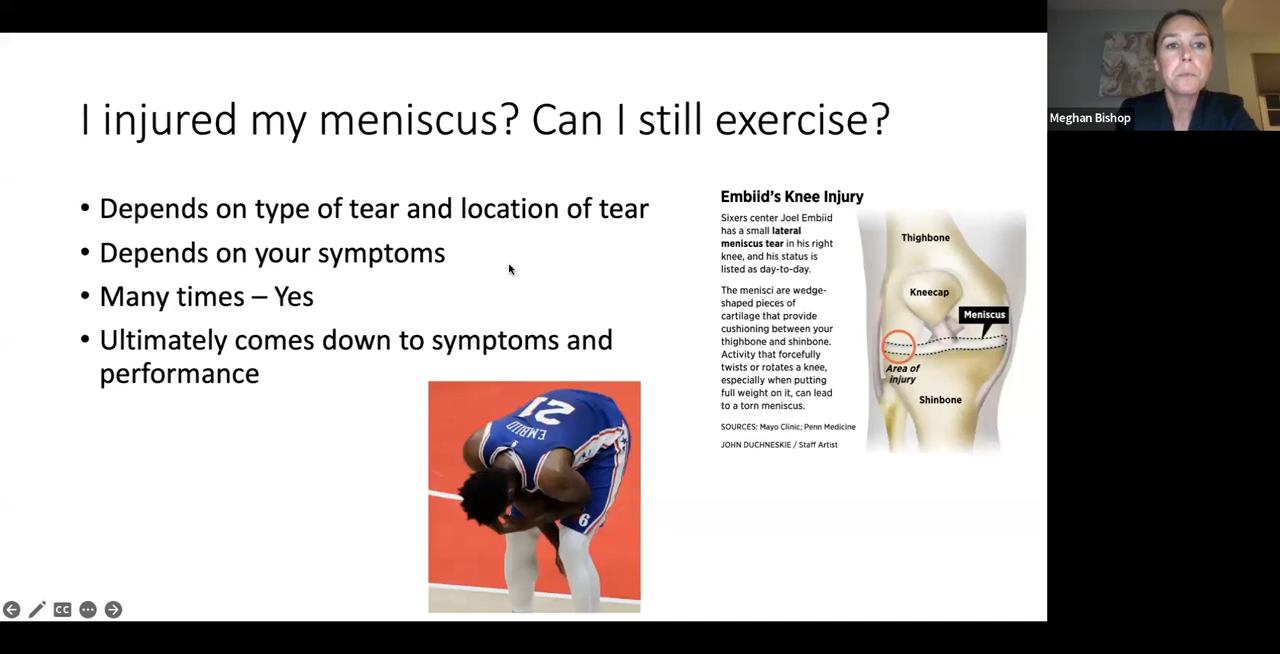 I injured my meniscus? Can I still exercise?
• Depends on type of tear and location of tear
• Depends on your symptoms
• Many times – Yes
• Ultimately comes down to symptoms and
performance
21
EMBIID
6
Embiid's Knee Injury
Sixers center Joel Embiid
has a small lateral
meniscus tear in his right
knee, and his status is
listed as day-to-day.
The menisci are wedge-
shaped pieces of
cartilage that provide
cushioning between your
thighbone and shinbone.
Activity that forcefully
twists or rotates a knee,
especially when putting
full weight on it, can lead
to a torn meniscus.
SOURCES: Mayo Clinic; Penn Medicine
JOHN DUCHNESKIE / Staff Artist
Thighbone
Kneecap
Meniscus
Area of
injury
Shinbone
Meghan Bishop
CC